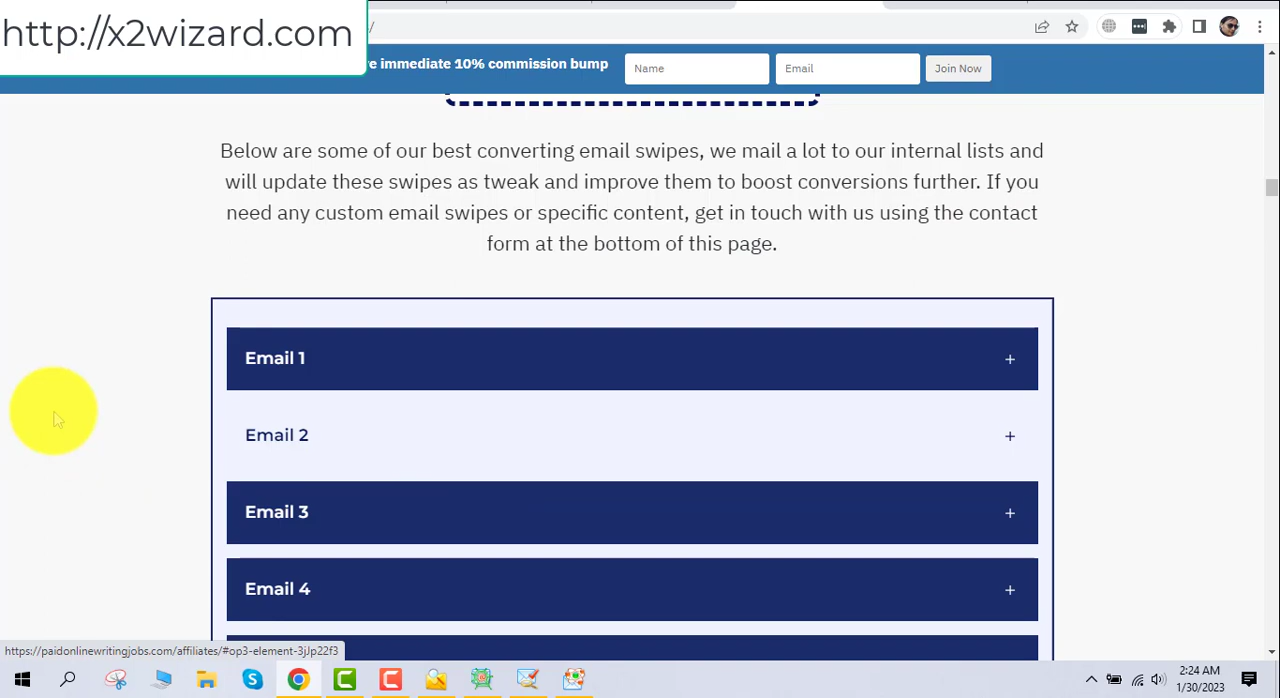 http://x2wizard.com
/
re immediate 10% commission bump
Name
Email
Join Now
Below are some of our best converting email swipes, we mail a lot to our internal lists and
will update these swipes as tweak and improve them to boost conversions further. If you
need any custom email swipes or specific content, get in touch with us using the contact
form at the bottom of this page.
Email 1 +
Email 2 +
Email 3 +
Email 4 +
https://paidonlinewritingjobs.com/affiliates/#op3-element-3jJp22f3
2:24 AM
1/30/2023